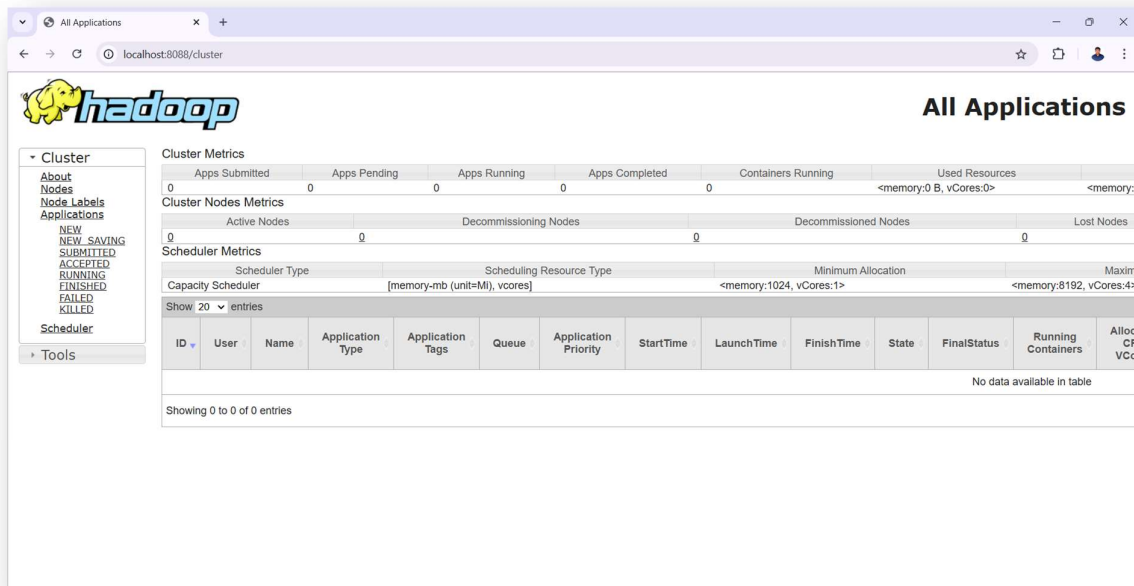 All Applications
localhost:8088/cluster
hadoop
All Applications
Cluster
About
Nodes
Node Labels
Applications
NEW
NEW_SAVING
SUBMITTED
ACCEPTED
RUNNING
FINISHED
FAILED
KILLED
Scheduler
Tools
Cluster Metrics
Apps Submitted Apps Pending Apps Running Apps Completed Containers Running Used Resources
0 0 0 0 0 <memory:0 B, vCores:0> <memory:
Cluster Nodes Metrics
Active Nodes Decommissioning Nodes Decommissioned Nodes Lost Nodes
0 0 0 0
Scheduler Metrics
Scheduler Type Scheduling Resource Type Minimum Allocation Maxim
Capacity Scheduler [memory-mb (unit=Mi), vcores] <memory:1024, vCores:1> <memory:8192, vCores:4>
Show 20 entries
ID User Name Application Type Application Tags Queue Application Priority StartTime LaunchTime FinishTime State FinalStatus Running Containers Alloc CP VCo
No data available in table
Showing 0 to 0 of 0 entries